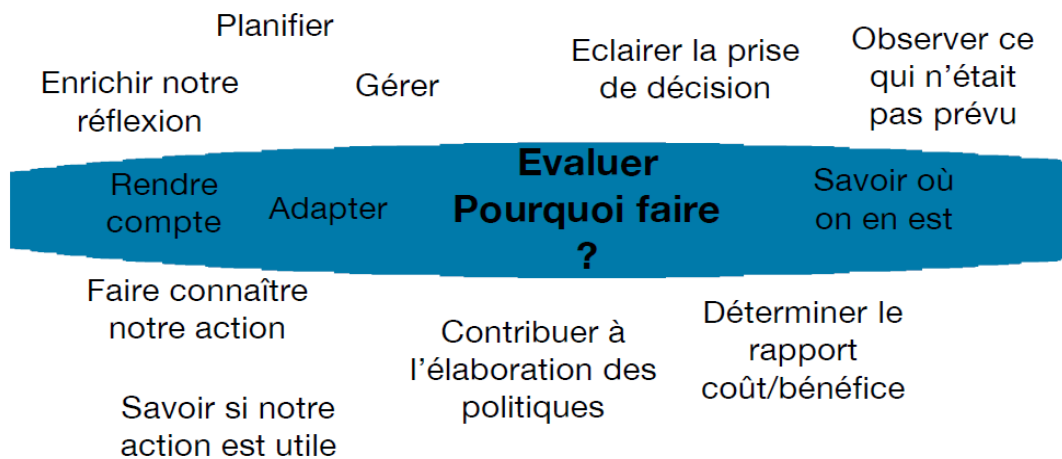 Planifier
Enrichir notre
réflexion
Gérer
Eclairer la prise
de décision
Observer ce
qui n'était
pas prévu
Rendre
compte
Adapter
Evaluer
Pourquoi faire
?
Savoir où
on en est
Faire connaître
notre action
Contribuer à
l'élaboration des
politiques
Déterminer le
rapport
coût/bénéfice
Savoir si notre
action est utile